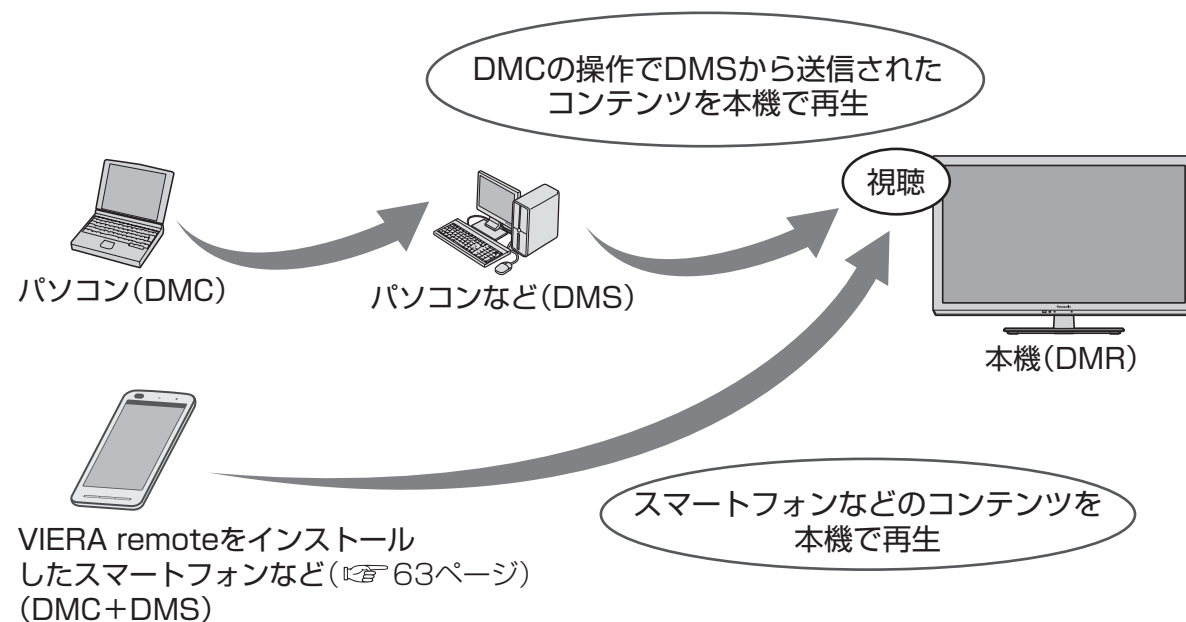 DMCの操作でDMSから送信された
コンテンツを本機で再生
視聴
パソコン(DMC)
パソコンなど(DMS)
本機(DMR)
スマートフォンなどのコンテンツを
本機で再生
VIERA remoteをインストール
したスマートフォンなど(☞63ページ)
(DMC+DMS)